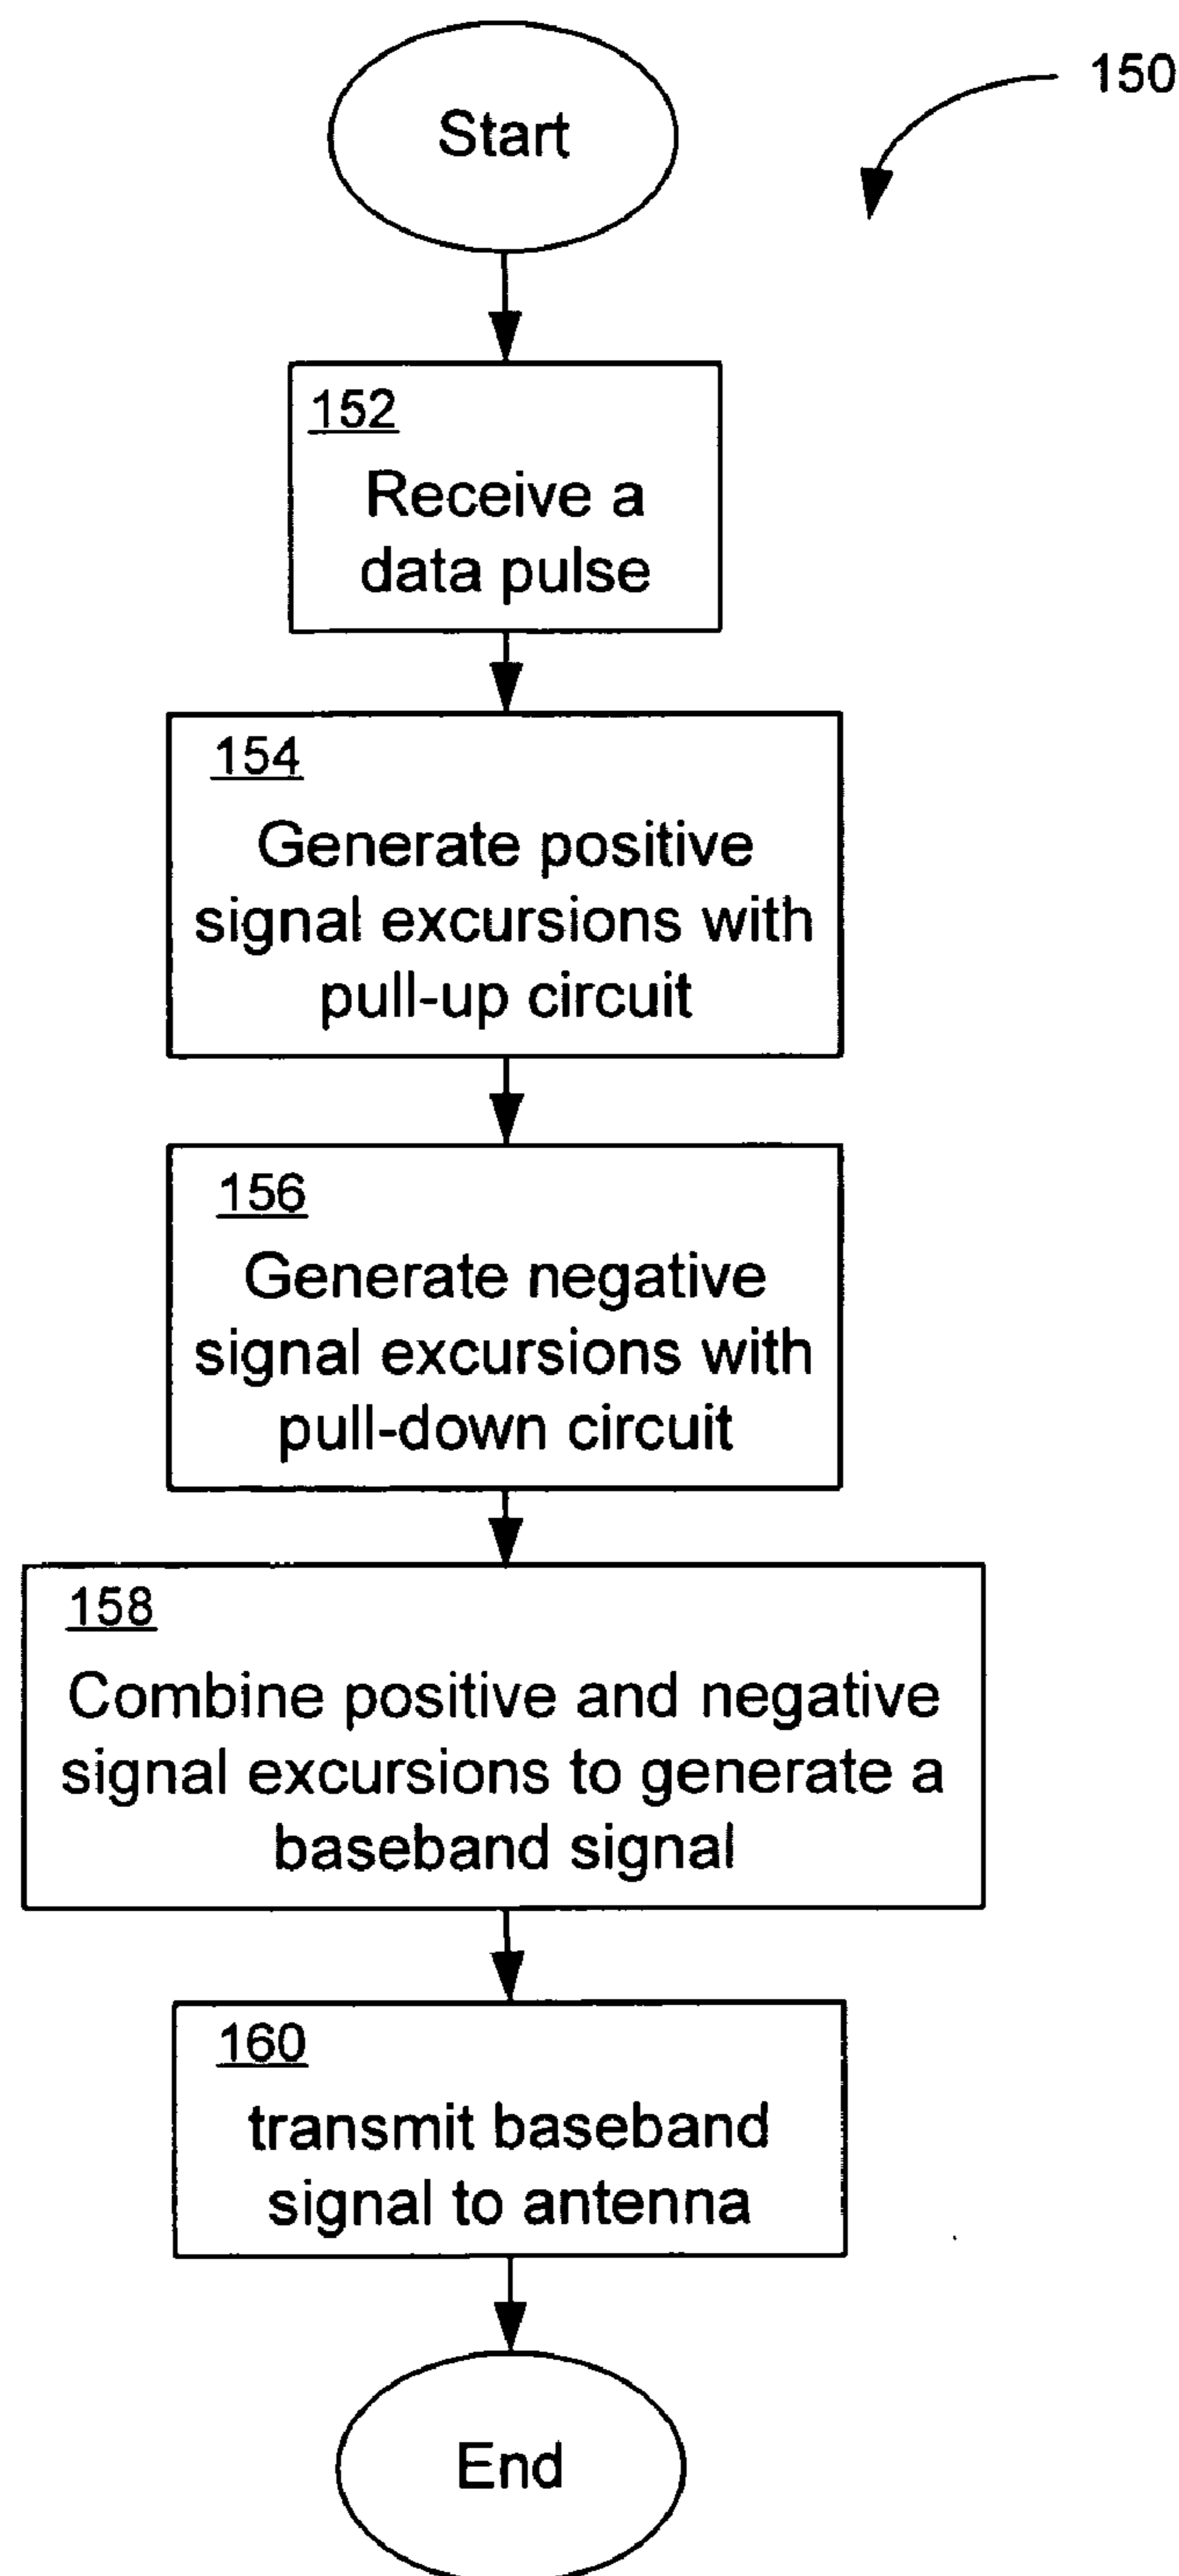 150
Start
152
Receive a
data pulse
154
Generate positive
signal excursions with
pull-up circuit
156
Generate negative
signal excursions with
pull-down circuit
158
Combine positive and negative
signal excursions to generate a
baseband signal
160
transmit baseband
signal to antenna
End